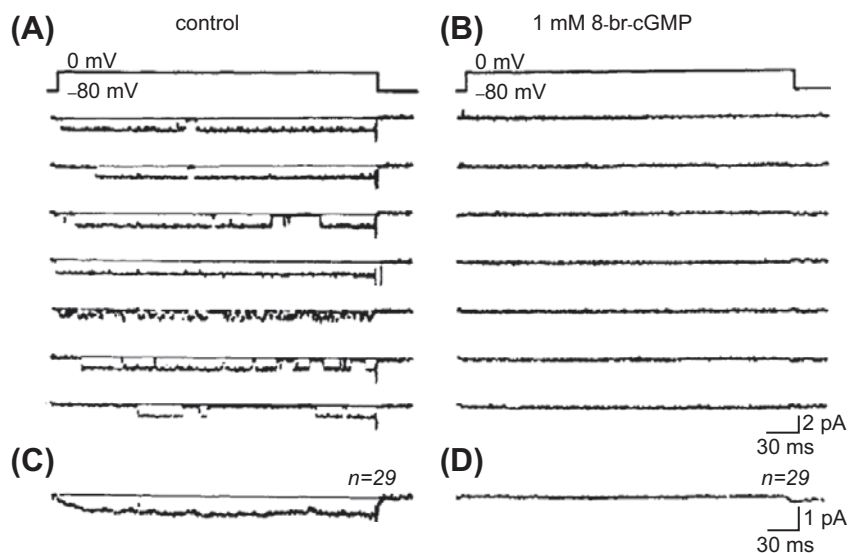 (A) control
0 mV
–80 mV
(B) 1 mM 8-br-cGMP
0 mV
–80 mV
2 pA
30 ms
(C) n=29
(D) n=29
1 pA
30 ms